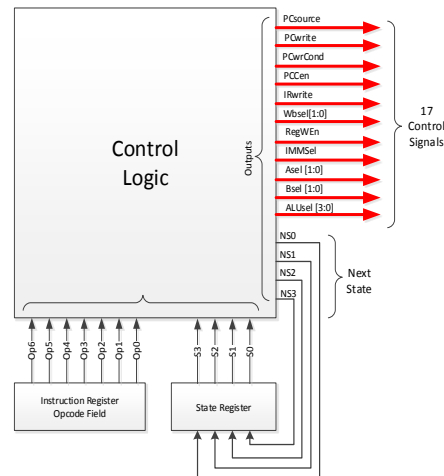 PCsource
PCwrite
PCwrCond
PCCen
IRwrite
Wbsel[1:0]
RegWEn
IMMSel
Asel [1:0]
Bsel [1:0]
ALUsel [3:0]
17
Control
Signals
Control
Logic
Outputs
NS0
NS1
NS2
NS3
Next
State
Op6
Op5
Op4
Op3
Op2
Op1
Op0
S3
S2
S1
S0
Instruction Register
Opcode Field
State Register